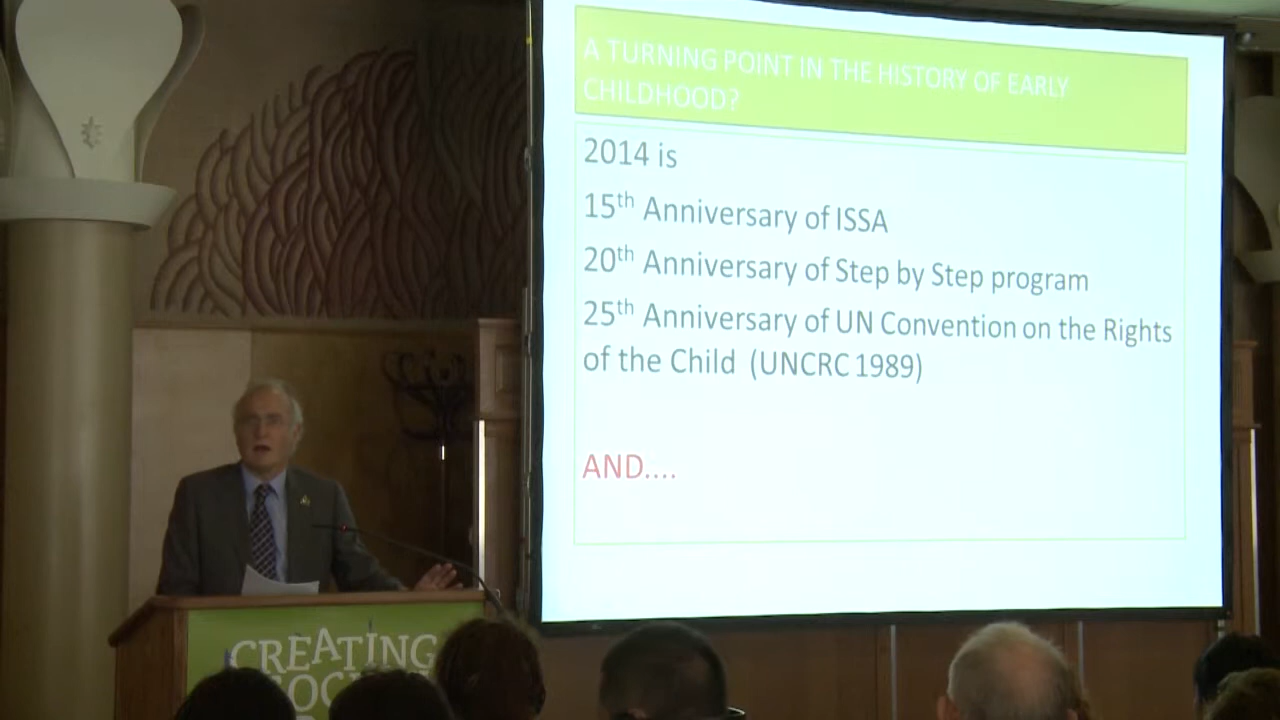 A TURNING POINT IN THE HISTORY OF EARLY
CHILDHOOD?
2014 is
15th Anniversary of ISSA
20th Anniversary of Step by Step program
25th Anniversary of UN Convention on the Rights
of the Child (UNCRC 1989)
AND....
CREATING